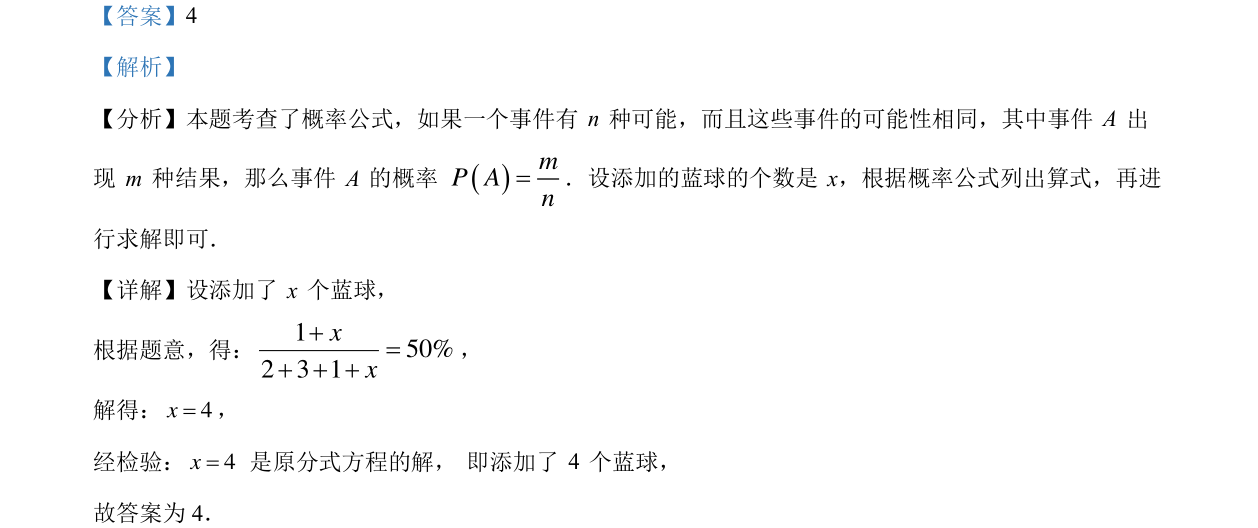 【答案】4
【解析】
【分析】本题考查了概率公式，如果一个事件有 n 种可能，而且这些事件的可能性相同，其中事件 A 出
现 m 种结果，那么事件 A 的概率 P(A)=m/n．设添加的蓝球的个数是 x，根据概率公式列出算式，再进
行求解即可．
【详解】设添加了 x 个蓝球，
根据题意，得：(1+x)/(2+3+1+x)=50%，
解得：x=4，
经检验：x=4 是原分式方程的解， 即添加了 4 个蓝球，
故答案为 4．